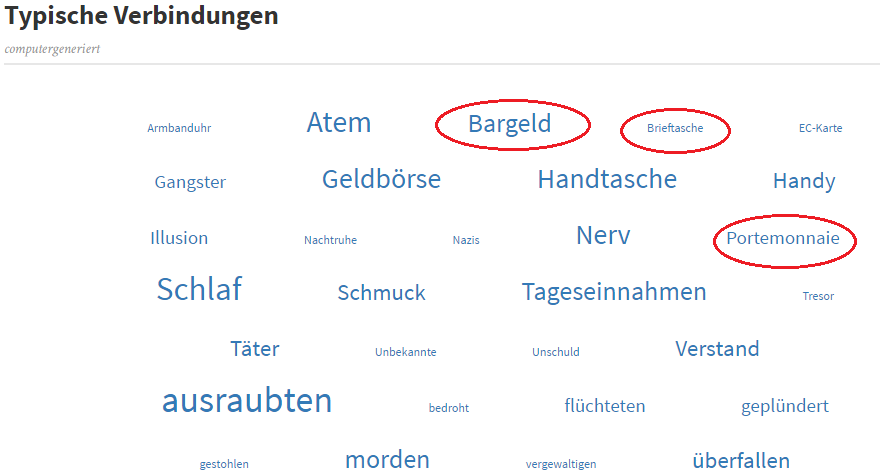 Typische Verbindungen
computergeneriert
Armbanduhr Atem Bargeld Brieftasche EC-Karte
Gangster Geldbörse Handtasche Handy
Illusion Nachtruhe Nazis Nerv Portemonnaie
Schlaf Schmuck Tageseinnahmen Tresor
Täter Unbekannte Unschuld Verstand
ausraubten bedroht flüchteten geplündert
gestohlen morden vergewaltigen überfallen